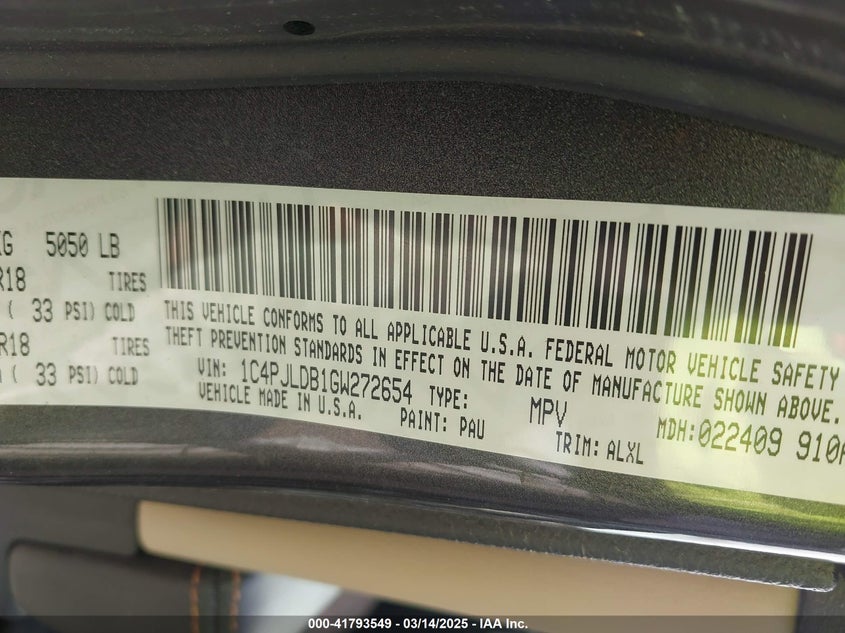 KG 5050 LB
R18 TIRES
( 33 PSI) COLD
R18 TIRES
( 33 PSI) COLD
THIS VEHICLE CONFORMS TO ALL APPLICABLE U.S.A. FEDERAL MOTOR VEHICLE SAFETY
THEFT PREVENTION STANDARDS IN EFFECT ON THE DATE OF MANUFACTURE SHOWN ABOVE.
VIN: 1C4PJLDB1GW272654 TYPE: MPV MDH:022409 910
VEHICLE MADE IN U.S.A. PAINT: PAU TRIM: ALXL
000-41793549 - 03/14/2025 - IAA Inc.